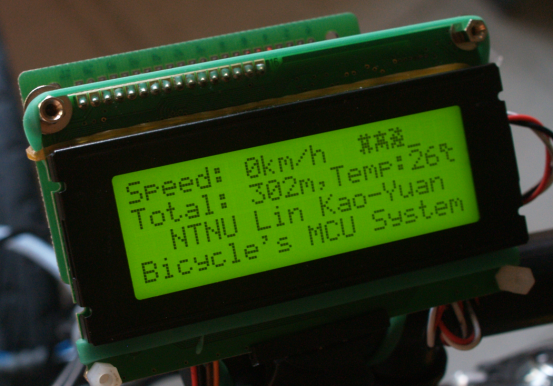 Speed: 0km/h
Total: 302m,Temp:26℃
NTNU Lin Kao-Yuan
Bicycle's MCU System